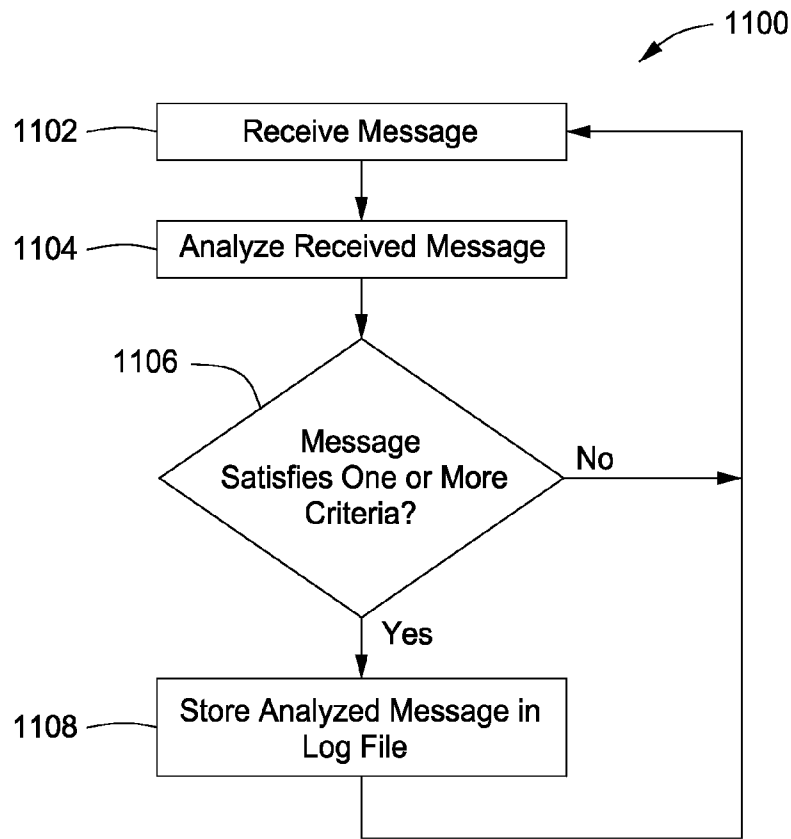 1100
1102
Receive Message
1104
Analyze Received Message
1106
Message
Satisfies One or More
Criteria?
No
Yes
1108
Store Analyzed Message in
Log File